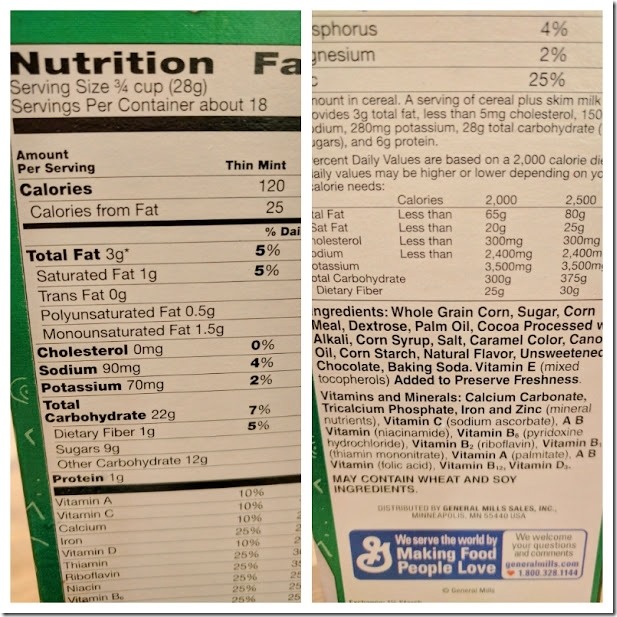 Nutrition Fa
Serving Size ¾ cup (28g)
Servings Per Container about 18
Amount
Per Serving Thin Mint
Calories 120
Calories from Fat 25
% Dai
Total Fat 3g* 5%
Saturated Fat 1g 5%
Trans Fat 0g
Polyunsaturated Fat 0.5g
Monounsaturated Fat 1.5g
Cholesterol 0mg 0%
Sodium 90mg 4%
Potassium 70mg 2%
Total
Carbohydrate 22g 7%
Dietary Fiber 1g 5%
Sugars 9g
Other Carbohydrate 12g
Protein 1g
Vitamin A 10%
Vitamin C 10%
Calcium 25%
Iron 10%
Vitamin D 25%
Thiamin 25%
Riboflavin 25%
Niacin 25%
Vitamin B₆ 25%
sphorus 4%
gnesium 2%
c 25%
nount in cereal. A serving of cereal plus skim milk
ovides 3g total fat, less than 5mg cholesterol, 150
odium, 280mg potassium, 28g total carbohydrate (
ugars), and 6g protein.
ercent Daily Values are based on a 2,000 calorie die
aily values may be higher or lower depending on yo
alorie needs:
Calories 2,000 2,500
tal Fat Less than 65g 80g
Sat Fat Less than 20g 25g
holesterol Less than 300mg 300mg
odium Less than 2,400mg 2,400m
otassium 3,500mg 3,500m
otal Carbohydrate 300g 375g
Dietary Fiber 25g 30g
ngredients: Whole Grain Corn, Sugar, Corn
Meal, Dextrose, Palm Oil, Cocoa Processed w
Alkali, Corn Syrup, Salt, Caramel Color, Cano
Oil, Corn Starch, Natural Flavor, Unsweetened
Chocolate, Baking Soda. Vitamin E (mixed
tocopherols) Added to Preserve Freshness.
Vitamins and Minerals: Calcium Carbonate,
Tricalcium Phosphate, Iron and Zinc (mineral
nutrients), Vitamin C (sodium ascorbate), A B
Vitamin (niacinamide), Vitamin B₆ (pyridoxine
hydrochloride), Vitamin B₂ (riboflavin), Vitamin B₁
(thiamin mononitrate), Vitamin A (palmitate), A B
Vitamin (folic acid), Vitamin B₁₂, Vitamin D₃.
MAY CONTAIN WHEAT AND SOY
INGREDIENTS.
DISTRIBUTED BY GENERAL MILLS SALES, INC.,
MINNEAPOLIS, MN 55440 USA
G
We serve the world by
Making Food
People Love
We welcome
your questions
and comments
generalmills.com
1.800.328.1144
© General Mills